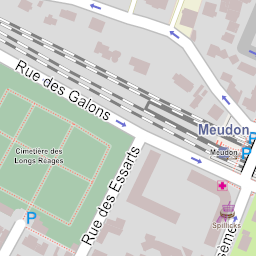 Rue des Galons
Meudon
Meudon
Cimetière des
Longs Réages
Rue des Essarts
Spillicks
P
P
P